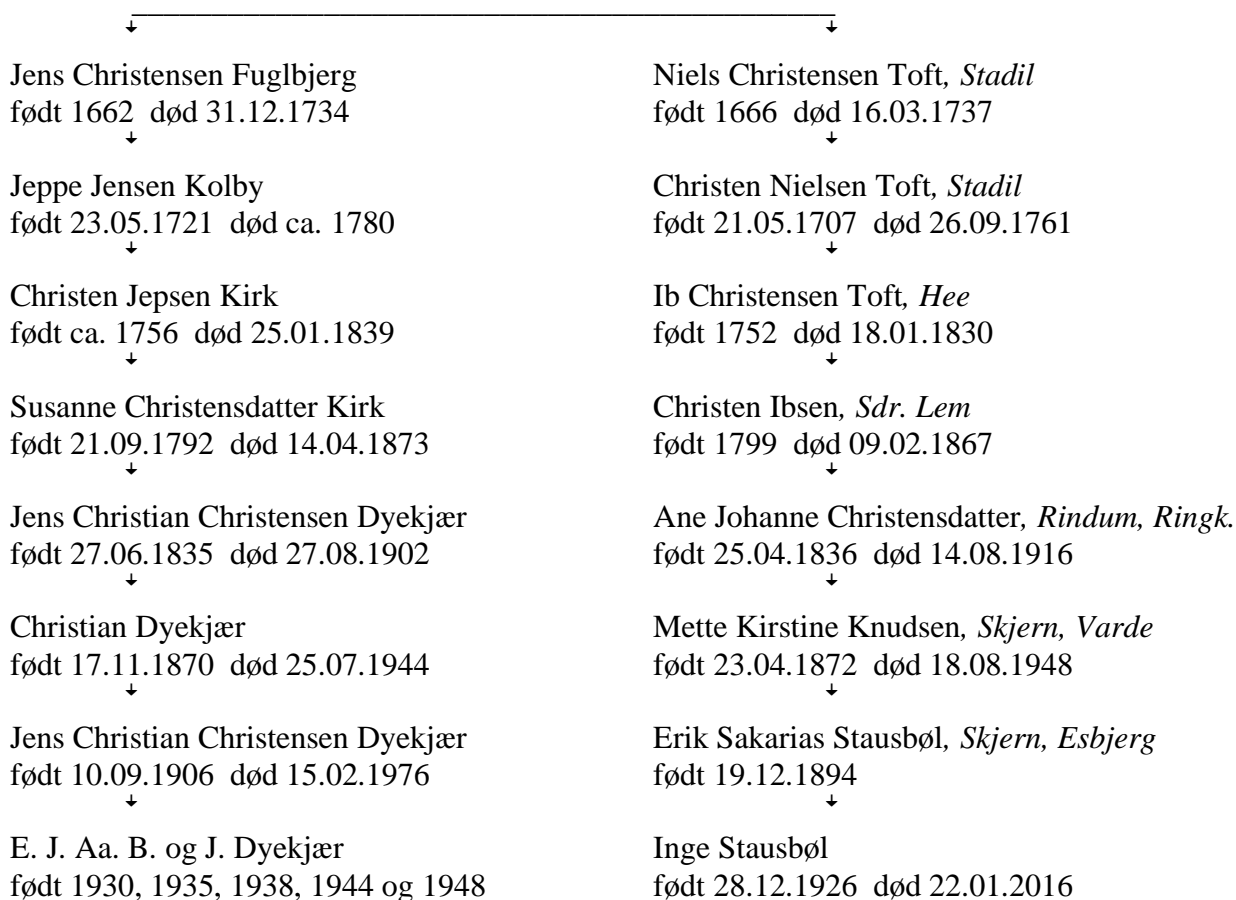 Jens Christensen Fuglbjerg
født 1662  død 31.12.1734
Jeppe Jensen Kolby
født 23.05.1721  død ca. 1780
Christen Jepsen Kirk
født ca. 1756  død 25.01.1839
Susanne Christensdatter Kirk
født 21.09.1792  død 14.04.1873
Jens Christian Christensen Dyekjær
født 27.06.1835  død 27.08.1902
Christian Dyekjær
født 17.11.1870  død 25.07.1944
Jens Christian Christensen Dyekjær
født 10.09.1906  død 15.02.1976
E. J. Aa. B. og J. Dyekjær
født 1930, 1935, 1938, 1944 og 1948
Niels Christensen Toft, Stadil
født 1666  død 16.03.1737
Christen Nielsen Toft, Stadil
født 21.05.1707  død 26.09.1761
Ib Christensen Toft, Hee
født 1752  død 18.01.1830
Christen Ibsen, Sdr. Lem
født 1799  død 09.02.1867
Ane Johanne Christensdatter, Rindum, Ringk.
født 25.04.1836  død 14.08.1916
Mette Kirstine Knudsen, Skjern, Varde
født 23.04.1872  død 18.08.1948
Erik Sakarias Stausbøl, Skjern, Esbjerg
født 19.12.1894
Inge Stausbøl
født 28.12.1926  død 22.01.2016